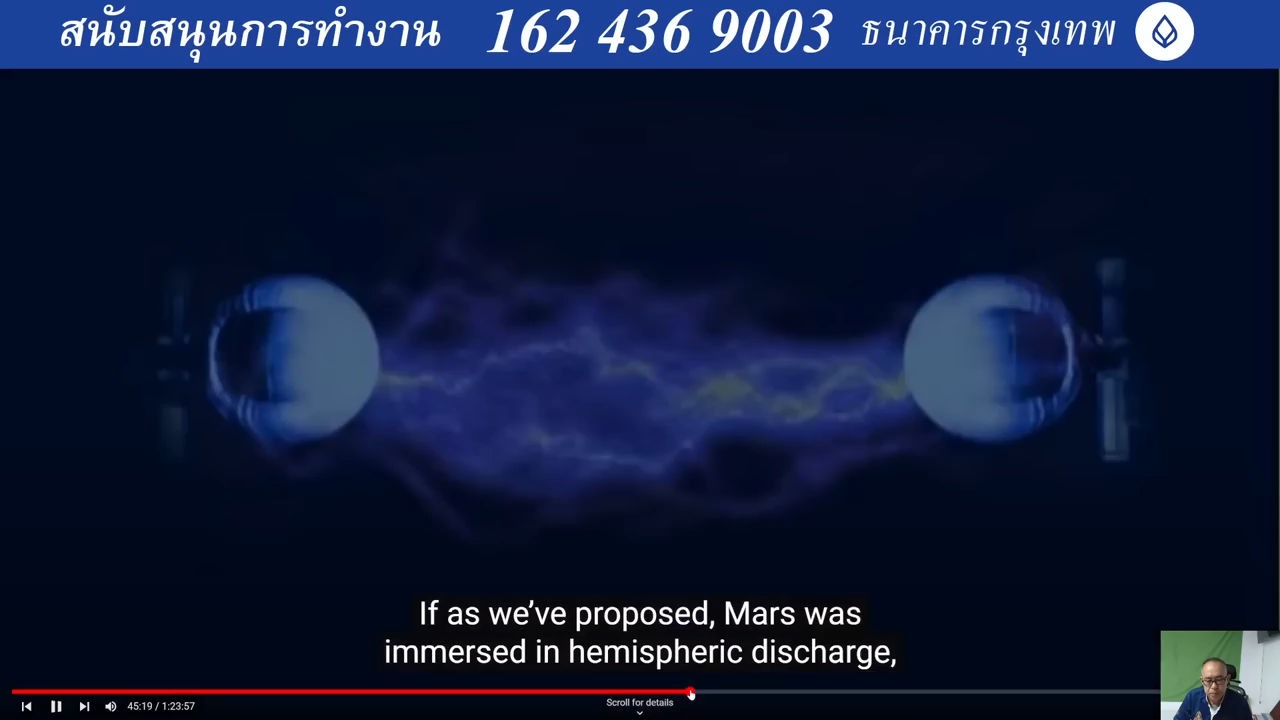 สนับสนุนการทำงาน 162 436 9003 ธนาคารกรุงเทพ
If as we've proposed, Mars was
immersed in hemispheric discharge,
Scroll for details
45:19 / 1:23:57